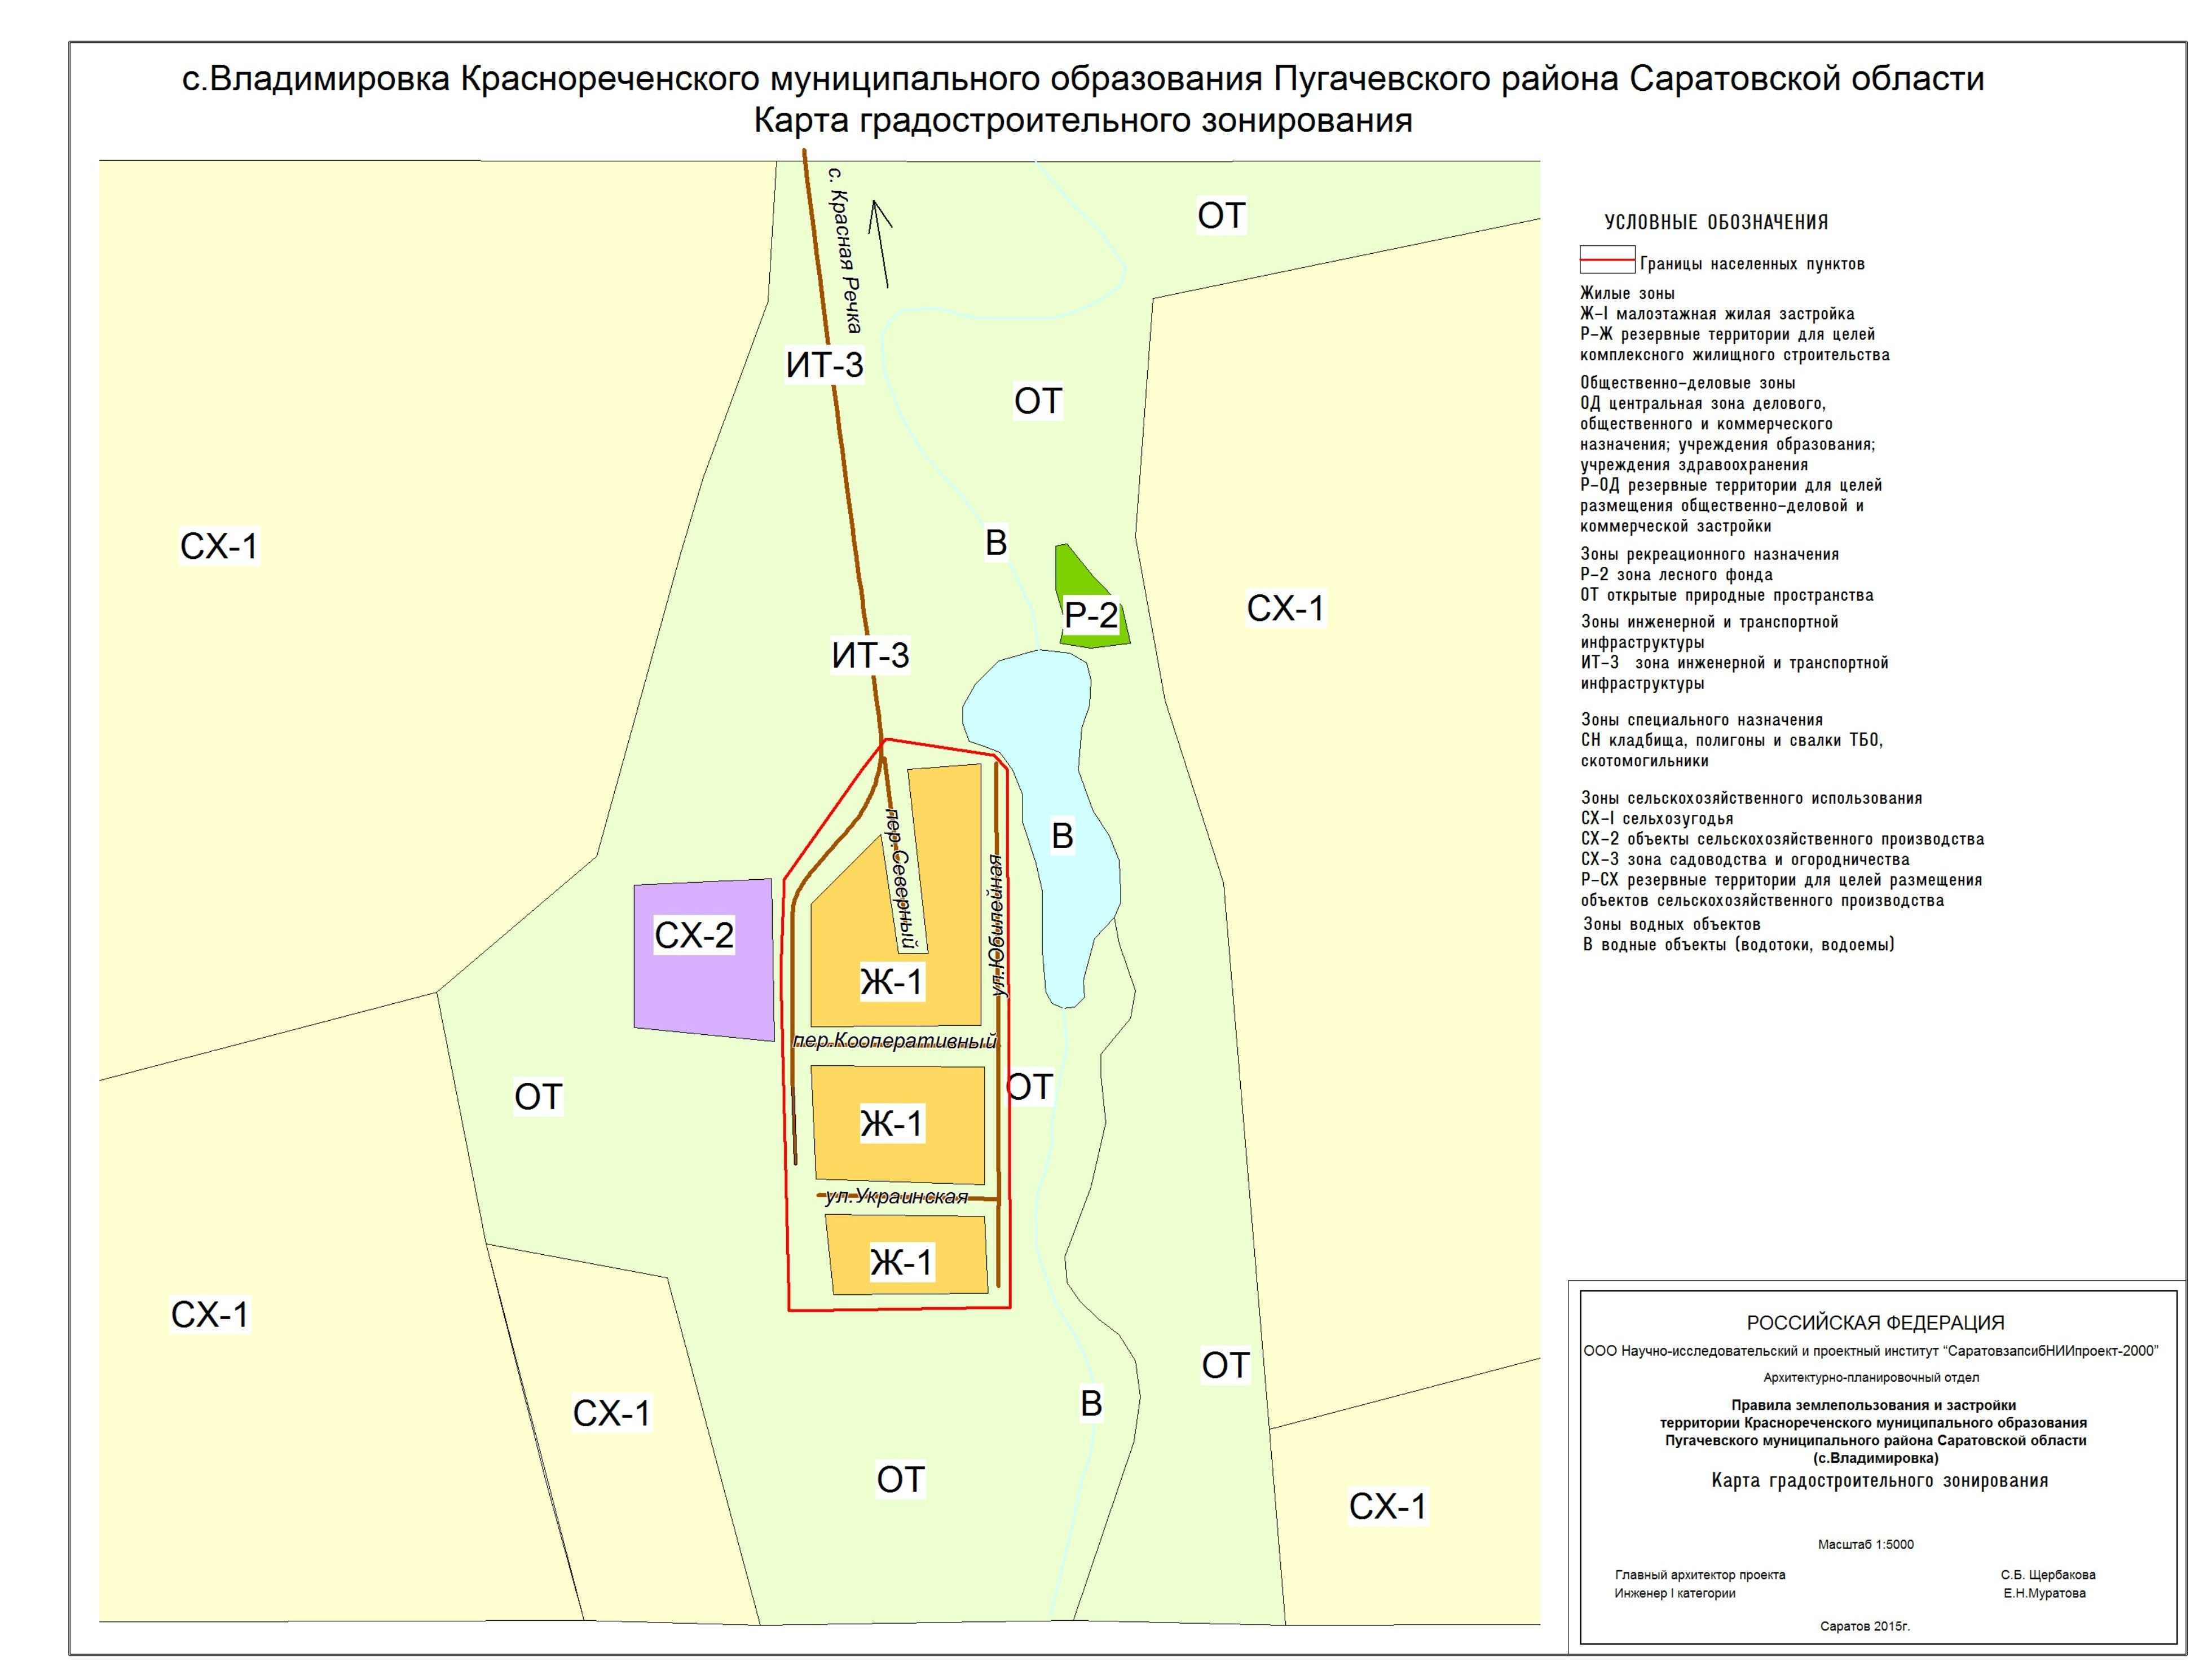 с.Владимировка Краснореченского муниципального образования Пугачевского района Саратовской области
Карта градостроительного зонирования
с. Красная Речка
ОТ
ИТ-3
ОТ
СХ-1
В
СХ-1
Р-2
ИТ-3
В
пер.Северный
ул.Юбилейная
СХ-2
Ж-1
пер.Кооперативный
ОТ
ОТ
Ж-1
ул.Украинская
Ж-1
СХ-1
ОТ
СХ-1
В
ОТ
СХ-1
УСЛОВНЫЕ ОБОЗНАЧЕНИЯ
Границы населенных пунктов
Жилые зоны
Ж-I малоэтажная жилая застройка
Р-Ж резервные территории для целей
комплексного жилищного строительства
Общественно-деловые зоны
ОД центральная зона делового,
общественного и коммерческого
назначения; учреждения образования;
учреждения здравоохранения
Р-ОД резервные территории для целей
размещения общественно-деловой и
коммерческой застройки
Зоны рекреационного назначения
Р-2 зона лесного фонда
ОТ открытые природные пространства
Зоны инженерной и транспортной
инфраструктуры
ИТ-3 зона инженерной и транспортной
инфраструктуры
Зоны специального назначения
СН кладбища, полигоны и свалки ТБО,
скотомогильники
Зоны сельскохозяйственного использования
СХ-I сельхозугодья
СХ-2 объекты сельскохозяйственного производства
СХ-3 зона садоводства и огородничества
Р-СХ резервные территории для целей размещения
объектов сельскохозяйственного производства
Зоны водных объектов
В водные объекты (водотоки, водоемы)
РОССИЙСКАЯ ФЕДЕРАЦИЯ
ООО Научно-исследовательский и проектный институт “СаратовзапсибНИИпроект-2000”
Архитектурно-планировочный отдел
Правила землепользования и застройки
территории Краснореченского муниципального образования
Пугачевского муниципального района Саратовской области
(с.Владимировка)
Карта градостроительного зонирования
Масштаб 1:5000
Главный архитектор проекта С.Б. Щербакова
Инженер I категории Е.Н.Муратова
Саратов 2015г.